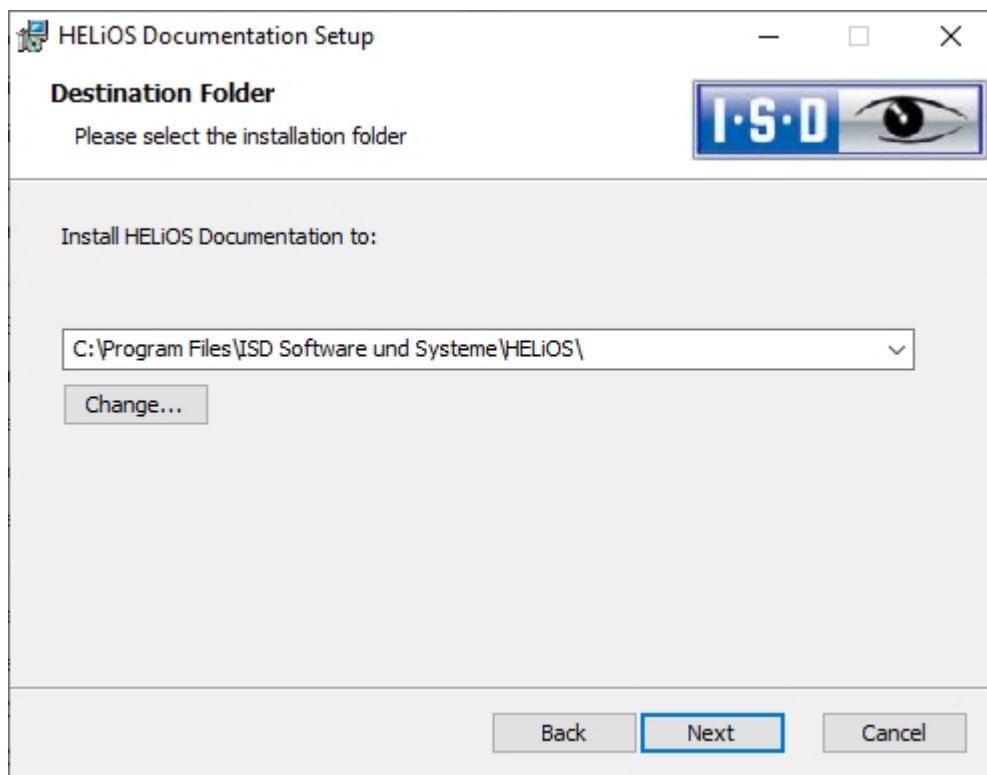 HELiOS Documentation Setup
Destination Folder
Please select the installation folder
I·S·D
Install HELiOS Documentation to:
C:\Program Files\ISD Software und Systeme\HELiOS\
Change...
Back Next Cancel